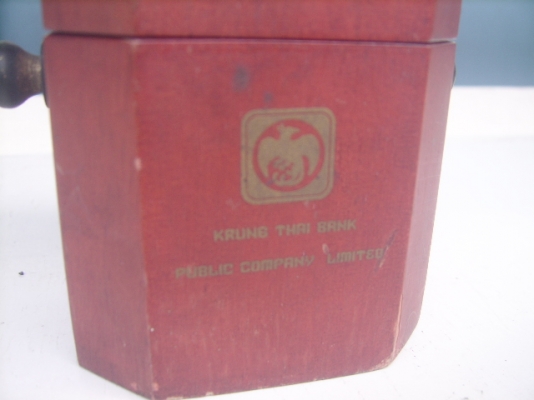 KRUNG THAI BANK
PUBLIC COMPANY LIMITED